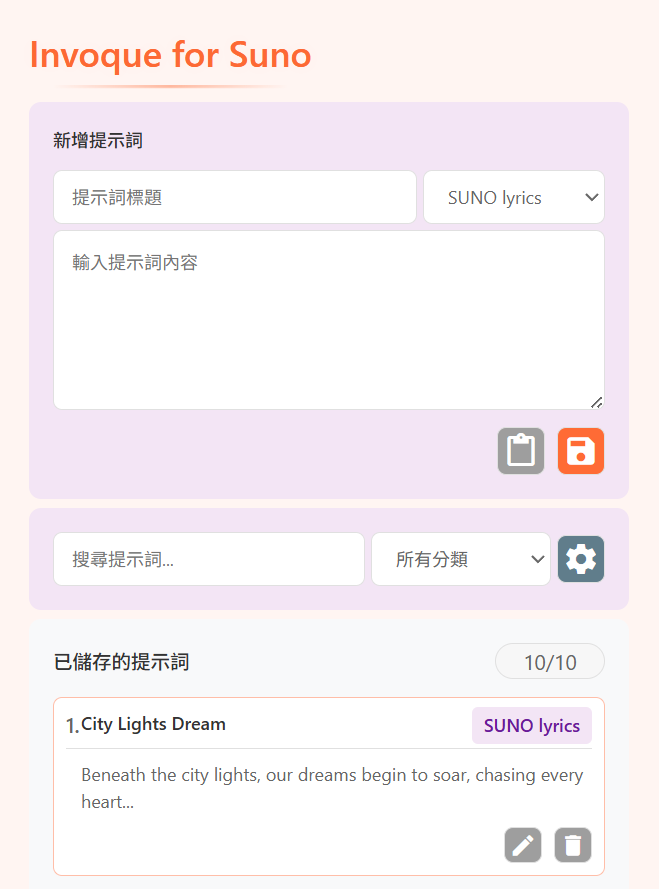 Invoque for Suno
新增提示詞
提示詞標題
SUNO lyrics
輸入提示詞內容
搜尋提示詞...
所有分類
已儲存的提示詞
10/10
1. City Lights Dream
SUNO lyrics
Beneath the city lights, our dreams begin to soar, chasing every
heart...